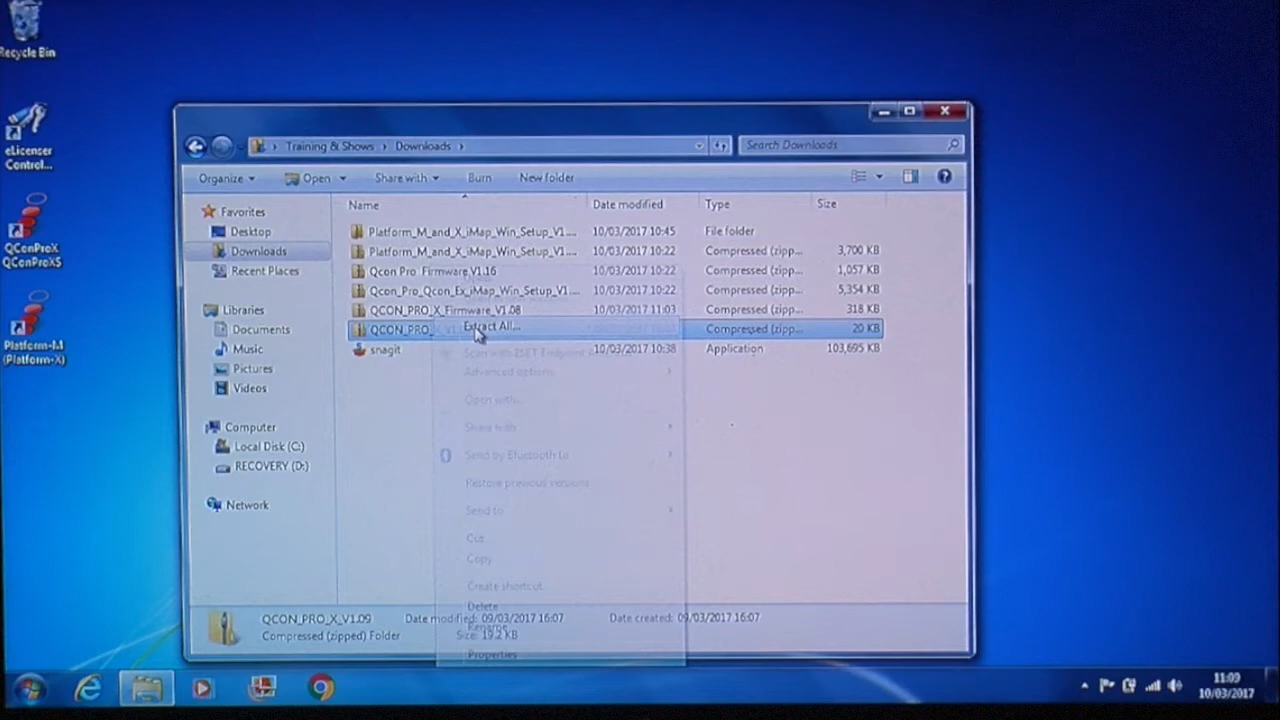 Recycle Bin
eLicenser
Control...
QConProX
QConProXS
Platform-M
(Platform-X)
Training & Shows
Downloads
Search Downloads
Organize
Open
Share with
Burn
New folder
Name
Date modified
Type
Size
Favorites
Desktop
Downloads
Recent Places
Libraries
Documents
Music
Pictures
Videos
Computer
Local Disk (C:)
RECOVERY (D:)
Network
Platform_M_and_X_iMap_Win_Setup_V1.... 10/03/2017 10:45 File folder
Platform_M_and_X_iMap_Win_Setup_V1.... 10/03/2017 10:22 Compressed (zipp... 3,700 KB
Qcon Pro Firmware_V1.16 10/03/2017 10:22 Compressed (zipp... 1,057 KB
Qcon_Pro_Qcon_Ex_iMap_Win_Setup_V1.... 10/03/2017 10:22 Compressed (zipp... 5,354 KB
QCON_PRO_X_Firmware_V1.08 10/03/2017 11:03 Compressed (zipp... 318 KB
QCON_PRO_X_V1 Compressed (zipp... 20 KB
snagit 10/03/2017 10:38 Application 103,695 KB
Extract All...
Scan with ESET Endpoint
Advanced options
Open with...
Share with
Send by Bluetooth to
Restore previous versions
Send to
Cut
Copy
Create shortcut
Delete
Rename
Properties
QCON_PRO_X_V1.09 Date modified: 09/03/2017 16:07 Date created: 09/03/2017 16:07
Compressed (zipped) Folder Size: 19.2 KB
11:09
10/03/2017